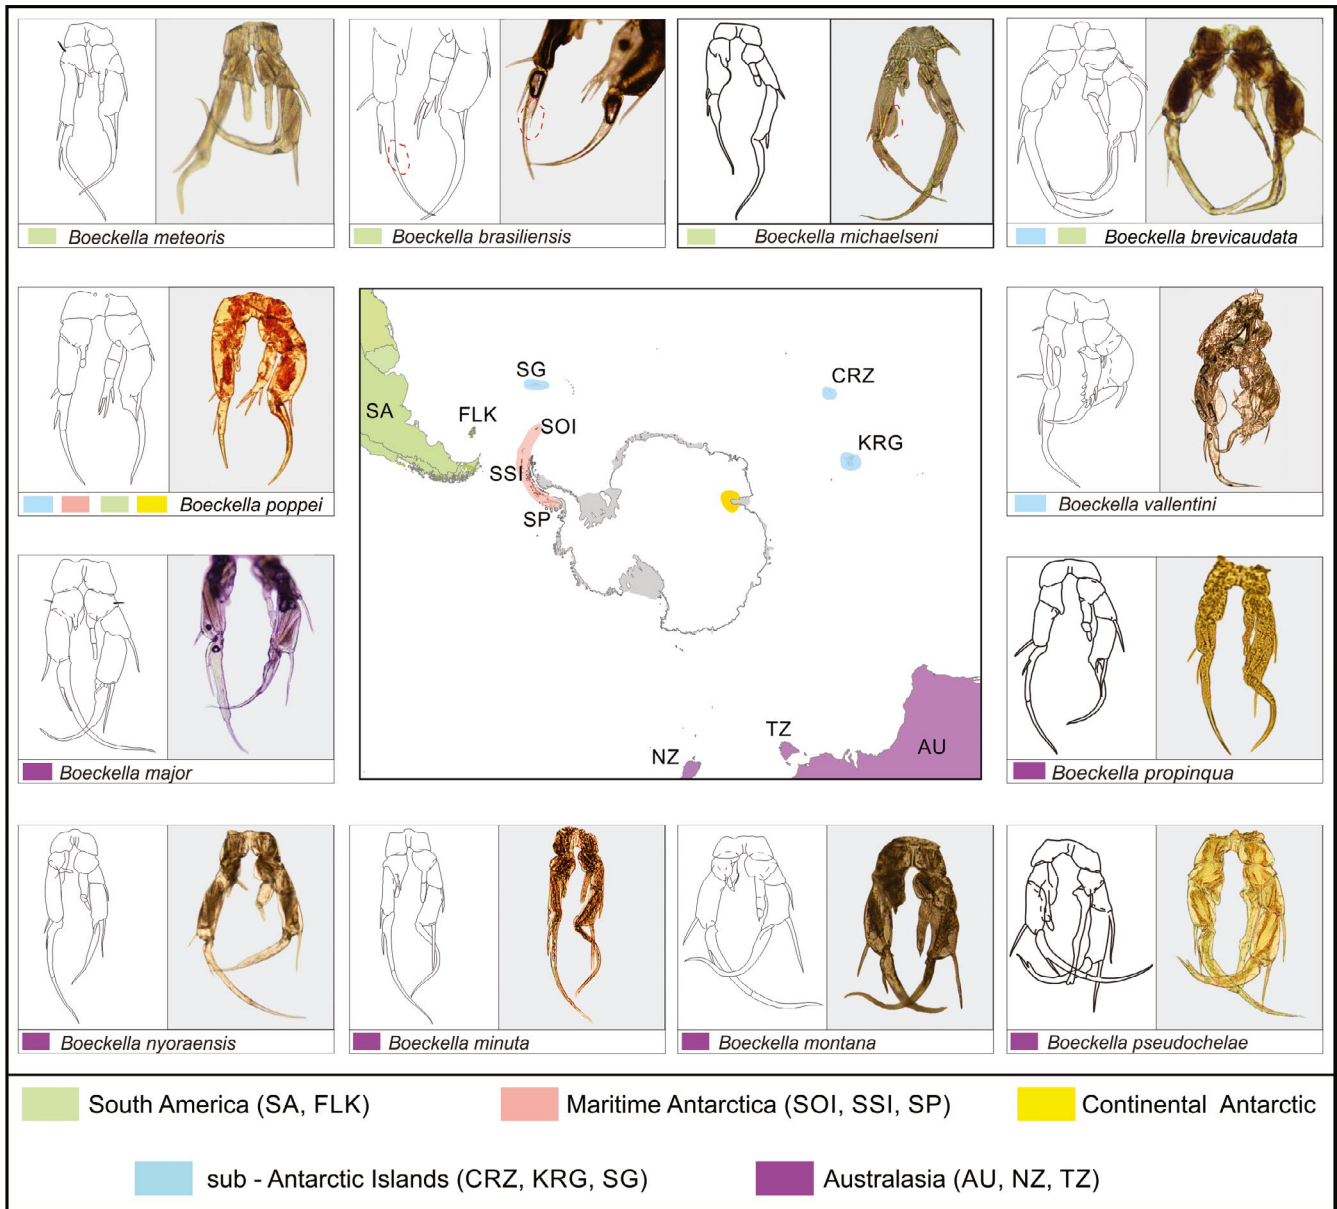 Boeckella meteoris
Boeckella brasiliensis
Boeckella michaelseni
Boeckella brevicaudata
Boeckella poppei
SA
FLK
SG
SOI
SSI
SP
CRZ
KRG
NZ
TZ
AU
Boeckella vallentini
Boeckella major
Boeckella propinqua
Boeckella nyoraensis
Boeckella minuta
Boeckella montana
Boeckella pseudochelae
South America (SA, FLK)
Maritime Antarctica (SOI, SSI, SP)
Continental Antarctic
sub - Antarctic Islands (CRZ, KRG, SG)
Australasia (AU, NZ, TZ)